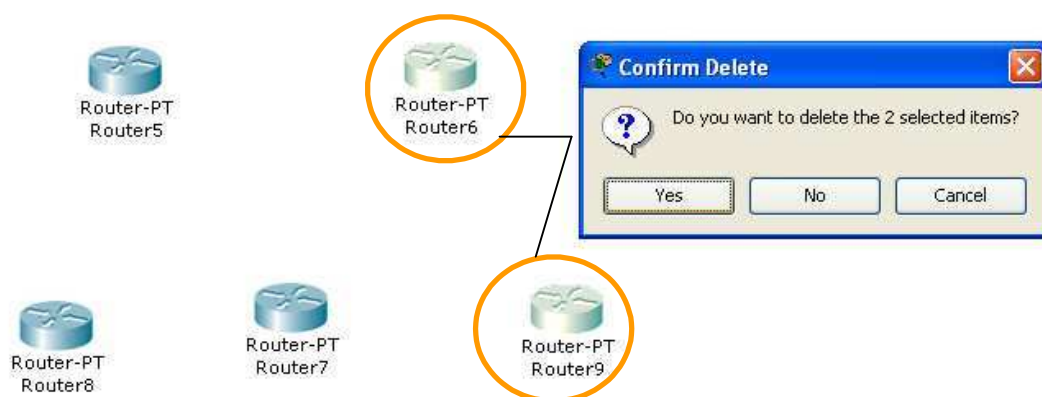 Router-PT
Router5
Router-PT
Router6
Confirm Delete
Do you want to delete the 2 selected items?
Yes
No
Cancel
Router-PT
Router8
Router-PT
Router7
Router-PT
Router9